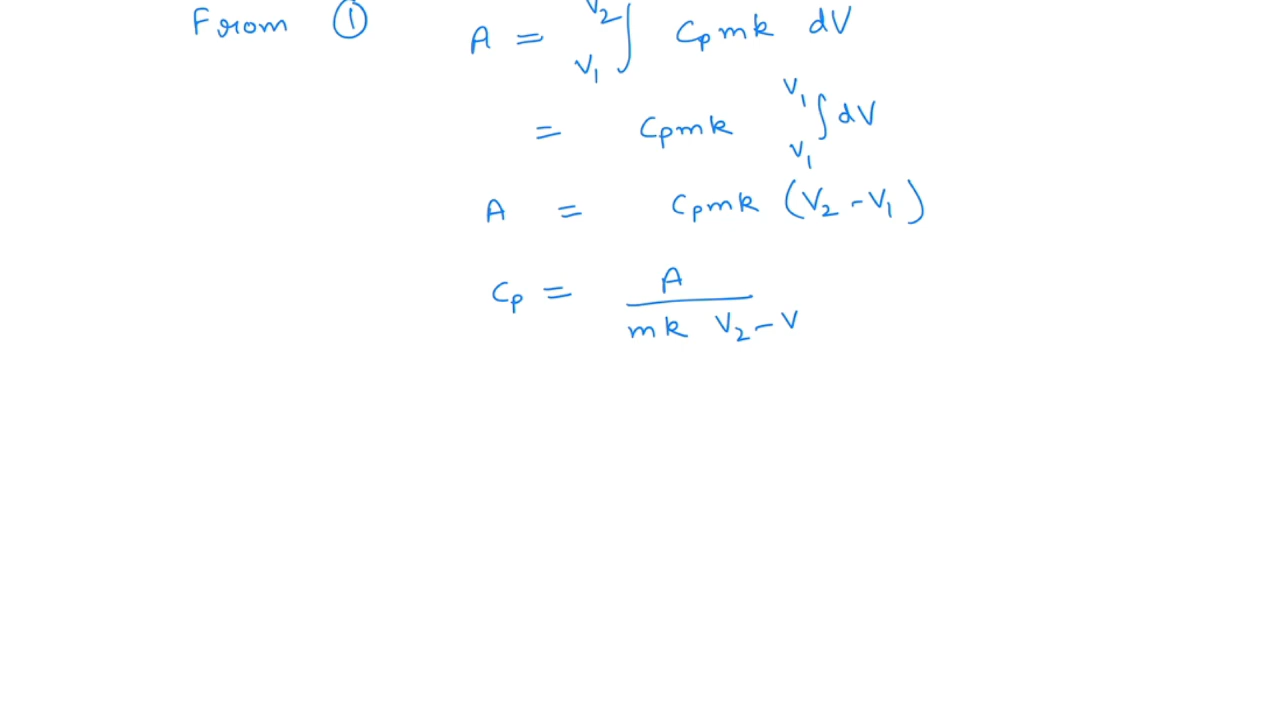 From ① A = V₁∫V₂ Cpmk dV
= Cpmk V₁∫V₁ dV
A = Cpmk (V₂ - V₁)
Cp = A
mk V₂ - V